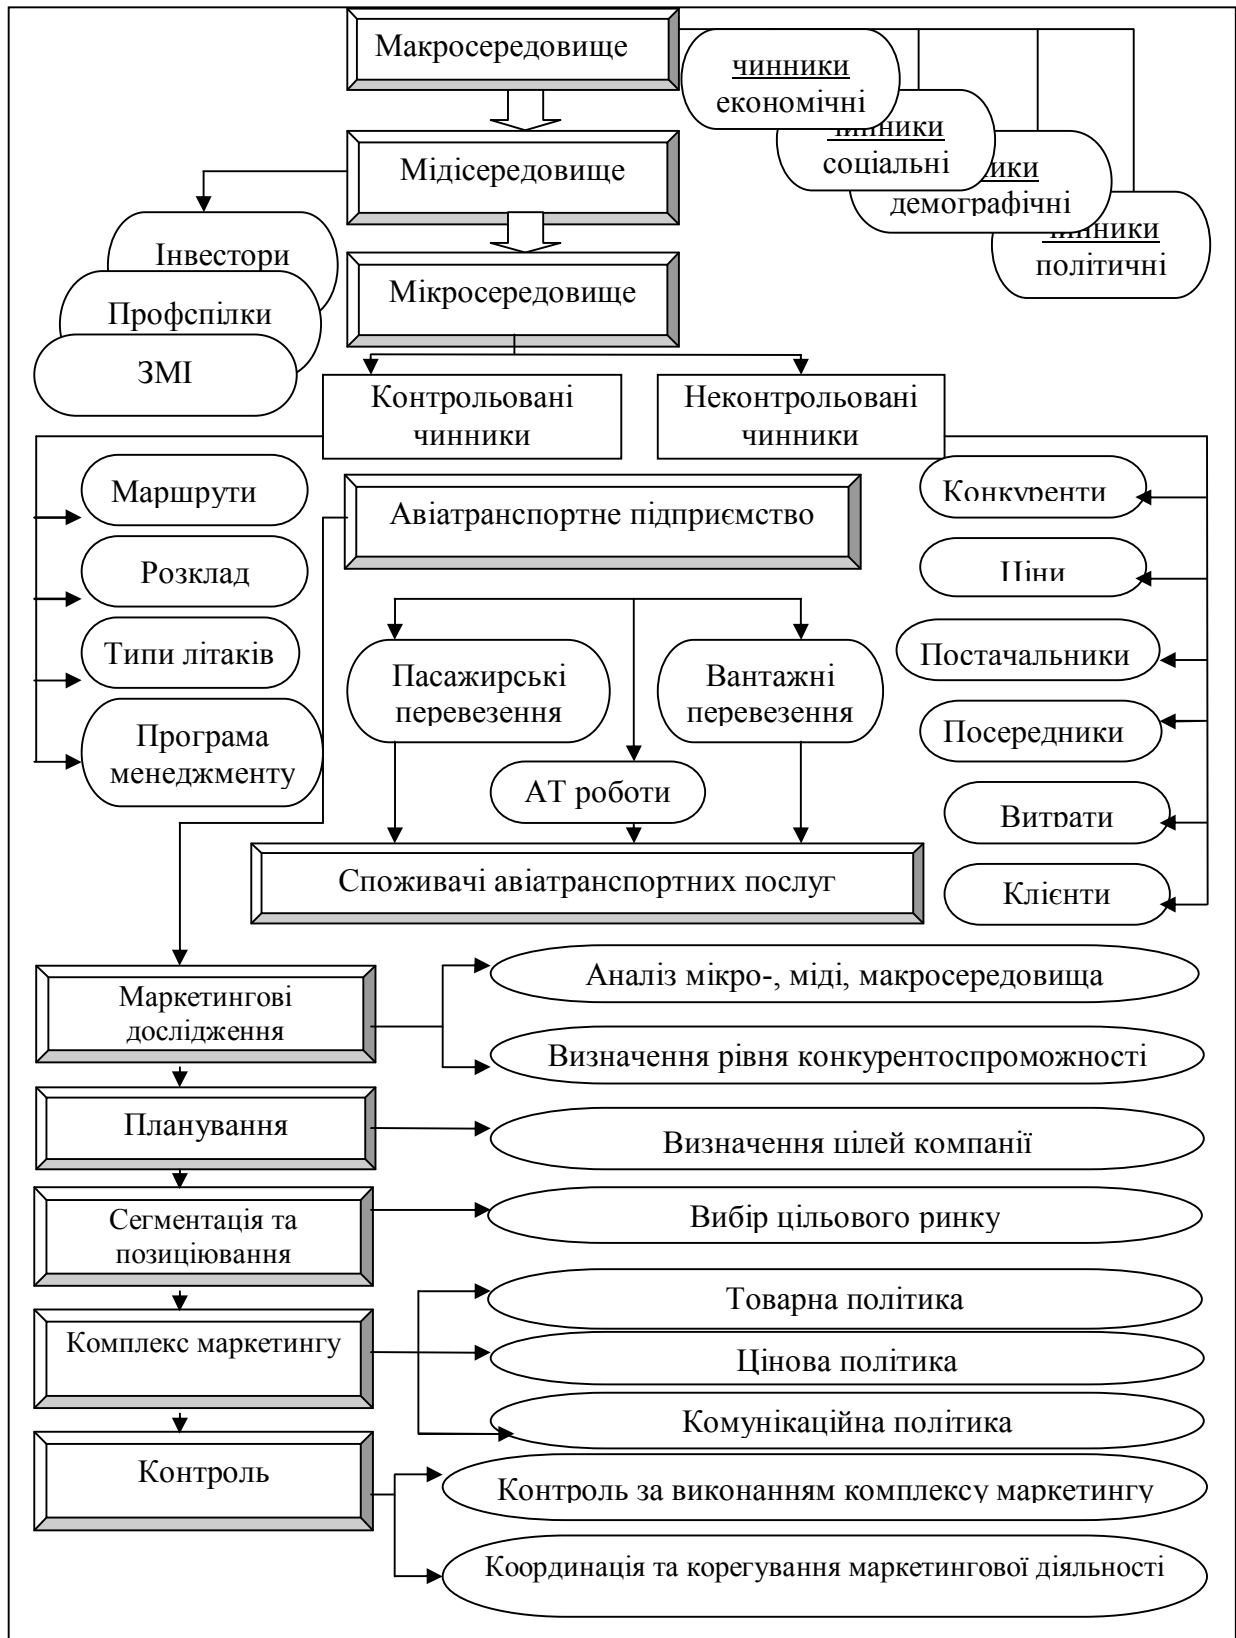 Макросередовище
чинники
економічні
чинники
соціальні
ики
демографічні
чинники
політичні
Мідісередовище
Інвестори
Профспілки
ЗМІ
Мікросередовище
Контрольовані
чинники
Неконтрольовані
чинники
Маршрути
Розклад
Типи літаків
Програма
менеджменту
Авіатранспортне підприємство
Конкуренти
Ціни
Постачальники
Посередники
Витрати
Клієнти
Пасажирські
перевезення
Вантажні
перевезення
АТ роботи
Споживачі авіатранспортних послуг
Маркетингові
дослідження
Аналіз мікро-, міді, макросередовища
Визначення рівня конкурентоспроможності
Планування
Визначення цілей компанії
Сегментація та
позиціювання
Вибір цільового ринку
Комплекс маркетингу
Товарна політика
Цінова політика
Комунікаційна політика
Контроль
Контроль за виконанням комплексу маркетингу
Координація та корегування маркетингової діяльності